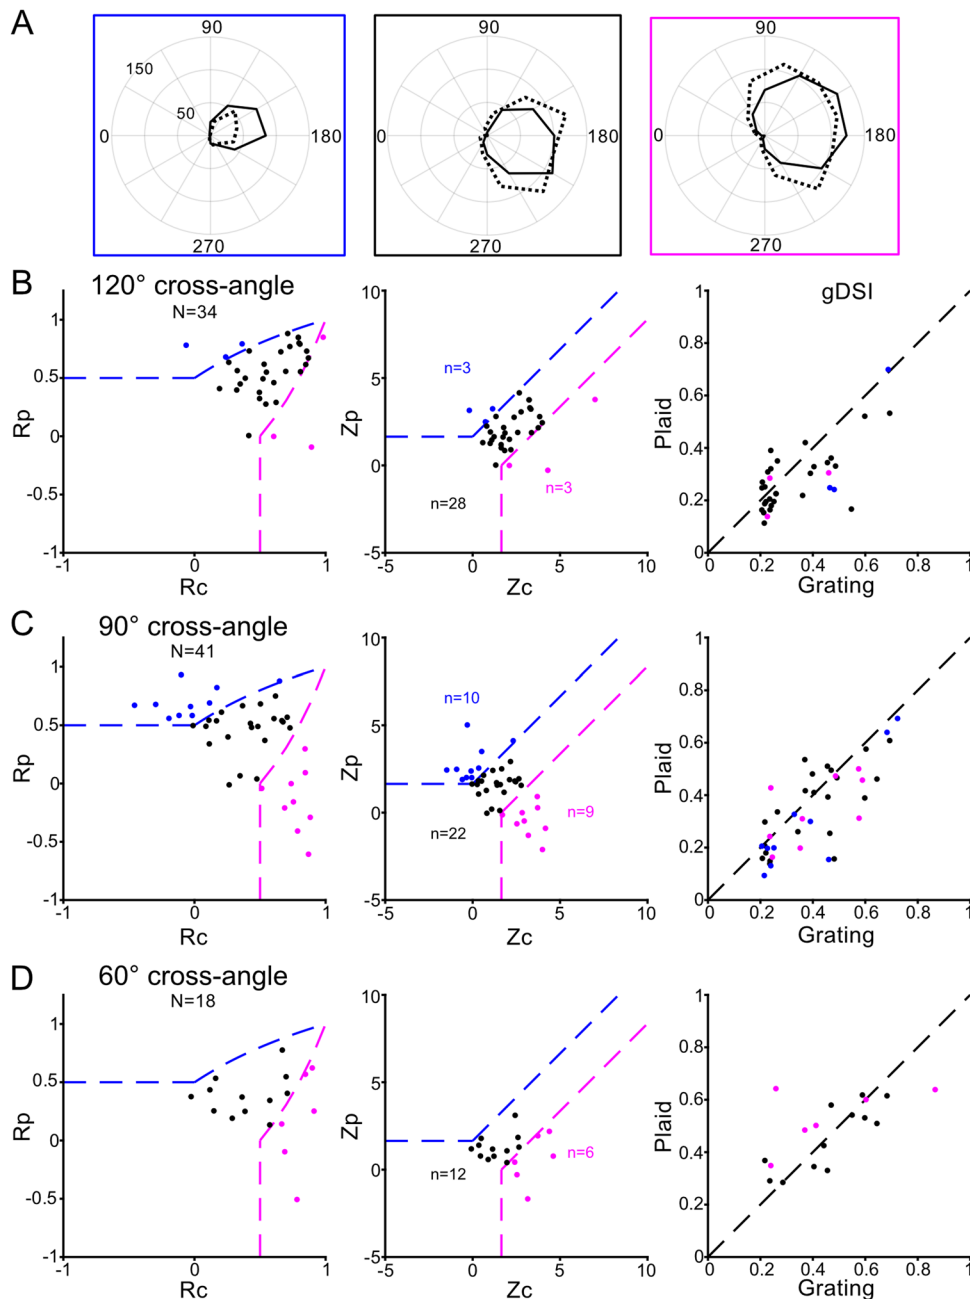 A
90
150
50
0
180
270
90
0
180
270
90
0
180
270
B
120° cross-angle
N=34
1
0.5
0
-0.5
-1
-1
0
1
Rp
Rc
10
5
0
-5
0
5
10
Zp
Zc
n=3
n=28
n=3
gDSI
1
0.8
0.6
0.4
0.2
0
0.2
0.4
0.6
0.8
1
Plaid
Grating
C
90° cross-angle
N=41
1
0.5
0
-0.5
-1
-1
0
1
Rp
Rc
10
5
0
-5
0
5
10
Zp
Zc
n=10
n=22
n=9
1
0.8
0.6
0.4
0.2
0
0
0.2
0.4
0.6
0.8
1
Plaid
Grating
D
60° cross-angle
N=18
1
0.5
0
-0.5
-1
-1
0
1
Rp
Rc
10
5
0
-5
-5
0
5
10
Zp
Zc
n=12
n=6
1
0.8
0.6
0.4
0.2
0
0
0.2
0.4
0.6
0.8
1
Plaid
Grating